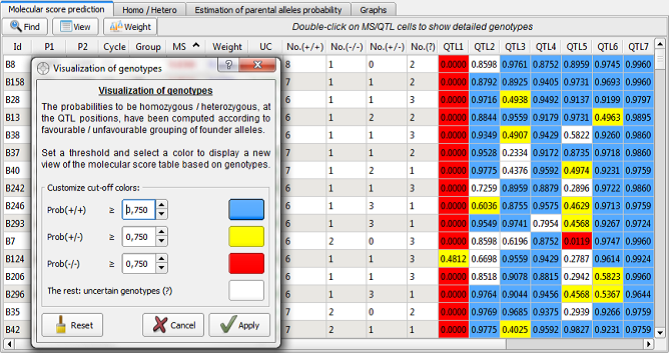 Molecular score prediction Homo / Hetero Estimation of parental alleles probability Graphs
Find View Weight Double-click on MS/QTL cells to show detailed genotypes
Id P1 P2 Cycle Group MS Weight UC No.(+/+) No.(-/-) No.(+/-) No.(?) QTL1 QTL2 QTL3 QTL4 QTL5 QTL6 QTL7
B8 8 1 0 2 0.0000 0.8598 0.9761 0.8752 0.8959 0.9745 0.9960
B158 7 1 1 2 0.0000 0.8792 0.8925 0.9405 0.9731 0.9693 0.9960
B28 6 1 1 3 0.0000 0.9716 0.4938 0.9492 0.9137 0.9199 0.9797
B13 6 1 2 2 0.0000 0.8844 0.9559 0.9179 0.9731 0.4963 0.9895
B38 6 1 1 3 0.0000 0.9349 0.4907 0.9429 0.5822 0.9260 0.9860
B37 7 1 1 2 0.0000 0.9528 0.2334 0.9172 0.8735 0.9718 0.9860
B40 7 1 2 1 0.0000 0.9775 0.4376 0.9592 0.4974 0.9231 0.9759
B242 6 1 1 3 0.0000 0.7259 0.8959 0.8879 0.2896 0.9722 0.9860
B246 6 1 3 1 0.0000 0.6036 0.8755 0.9575 0.4629 0.9713 0.9759
B293 6 1 3 1 0.0000 0.9549 0.9741 0.7954 0.4568 0.9267 0.9724
B7 6 2 0 3 0.0000 0.8598 0.6196 0.8752 0.0119 0.9747 0.9960
B124 6 0 2 3 0.4812 0.6698 0.9559 0.9429 0.2787 0.9614 0.9924
B206 6 1 1 3 0.0000 0.8518 0.9078 0.8815 0.2942 0.5823 0.9960
B296 6 1 3 1 0.0000 0.9764 0.9044 0.9456 0.4568 0.5367 0.9644
B35 7 2 0 2 0.0000 0.9769 0.9685 0.9375 0.2939 0.9266 0.9759
B42 7 2 1 1 0.0000 0.9775 0.4025 0.9592 0.9827 0.9231 0.9759
Visualization of genotypes
Visualization of genotypes
The probabilities to be homozygous / heterozygous, at
the QTL positions, have been computed according to
favourable / unfavourable grouping of founder alleles.
Set a threshold and select a color to display a new
view of the molecular score table based on genotypes.
Customize cut-off colors:
Prob(+/+) ≥ 0,750
Prob(+/-) ≥ 0,750
Prob(-/-) ≥ 0,750
The rest: uncertain genotypes (?)
Reset Cancel Apply